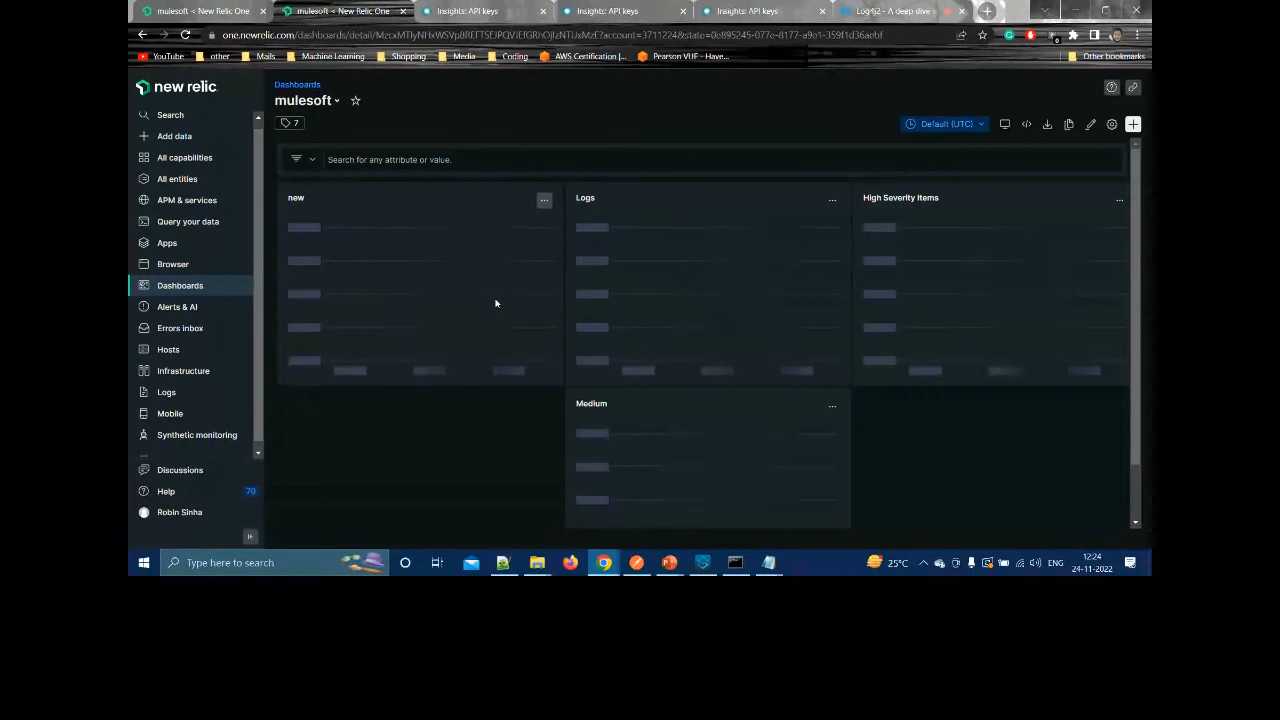 mulesoft < New Relic One
mulesoft < New Relic One
Insights: API keys
Insights: API keys
Insights: API keys
Log4j2 - A deep dive
YouTube
other
Mails
Machine Learning
Shopping
Media
Coding
AWS Certification |...
Pearson VUE - Have...
Other bookmarks
new relic
Dashboards
mulesoft
7
Default (UTC)
Search
Add data
All capabilities
All entities
APM & services
Query your data
Apps
Browser
Dashboards
Alerts & AI
Errors inbox
Hosts
Infrastructure
Logs
Mobile
Synthetic monitoring
...
Discussions
Help 70
Robin Sinha
Search for any attribute or value.
new ...
Logs ...
High Severity Items ...
Medium ...
Type here to search
25°C
ENG
12:24
24-11-2022